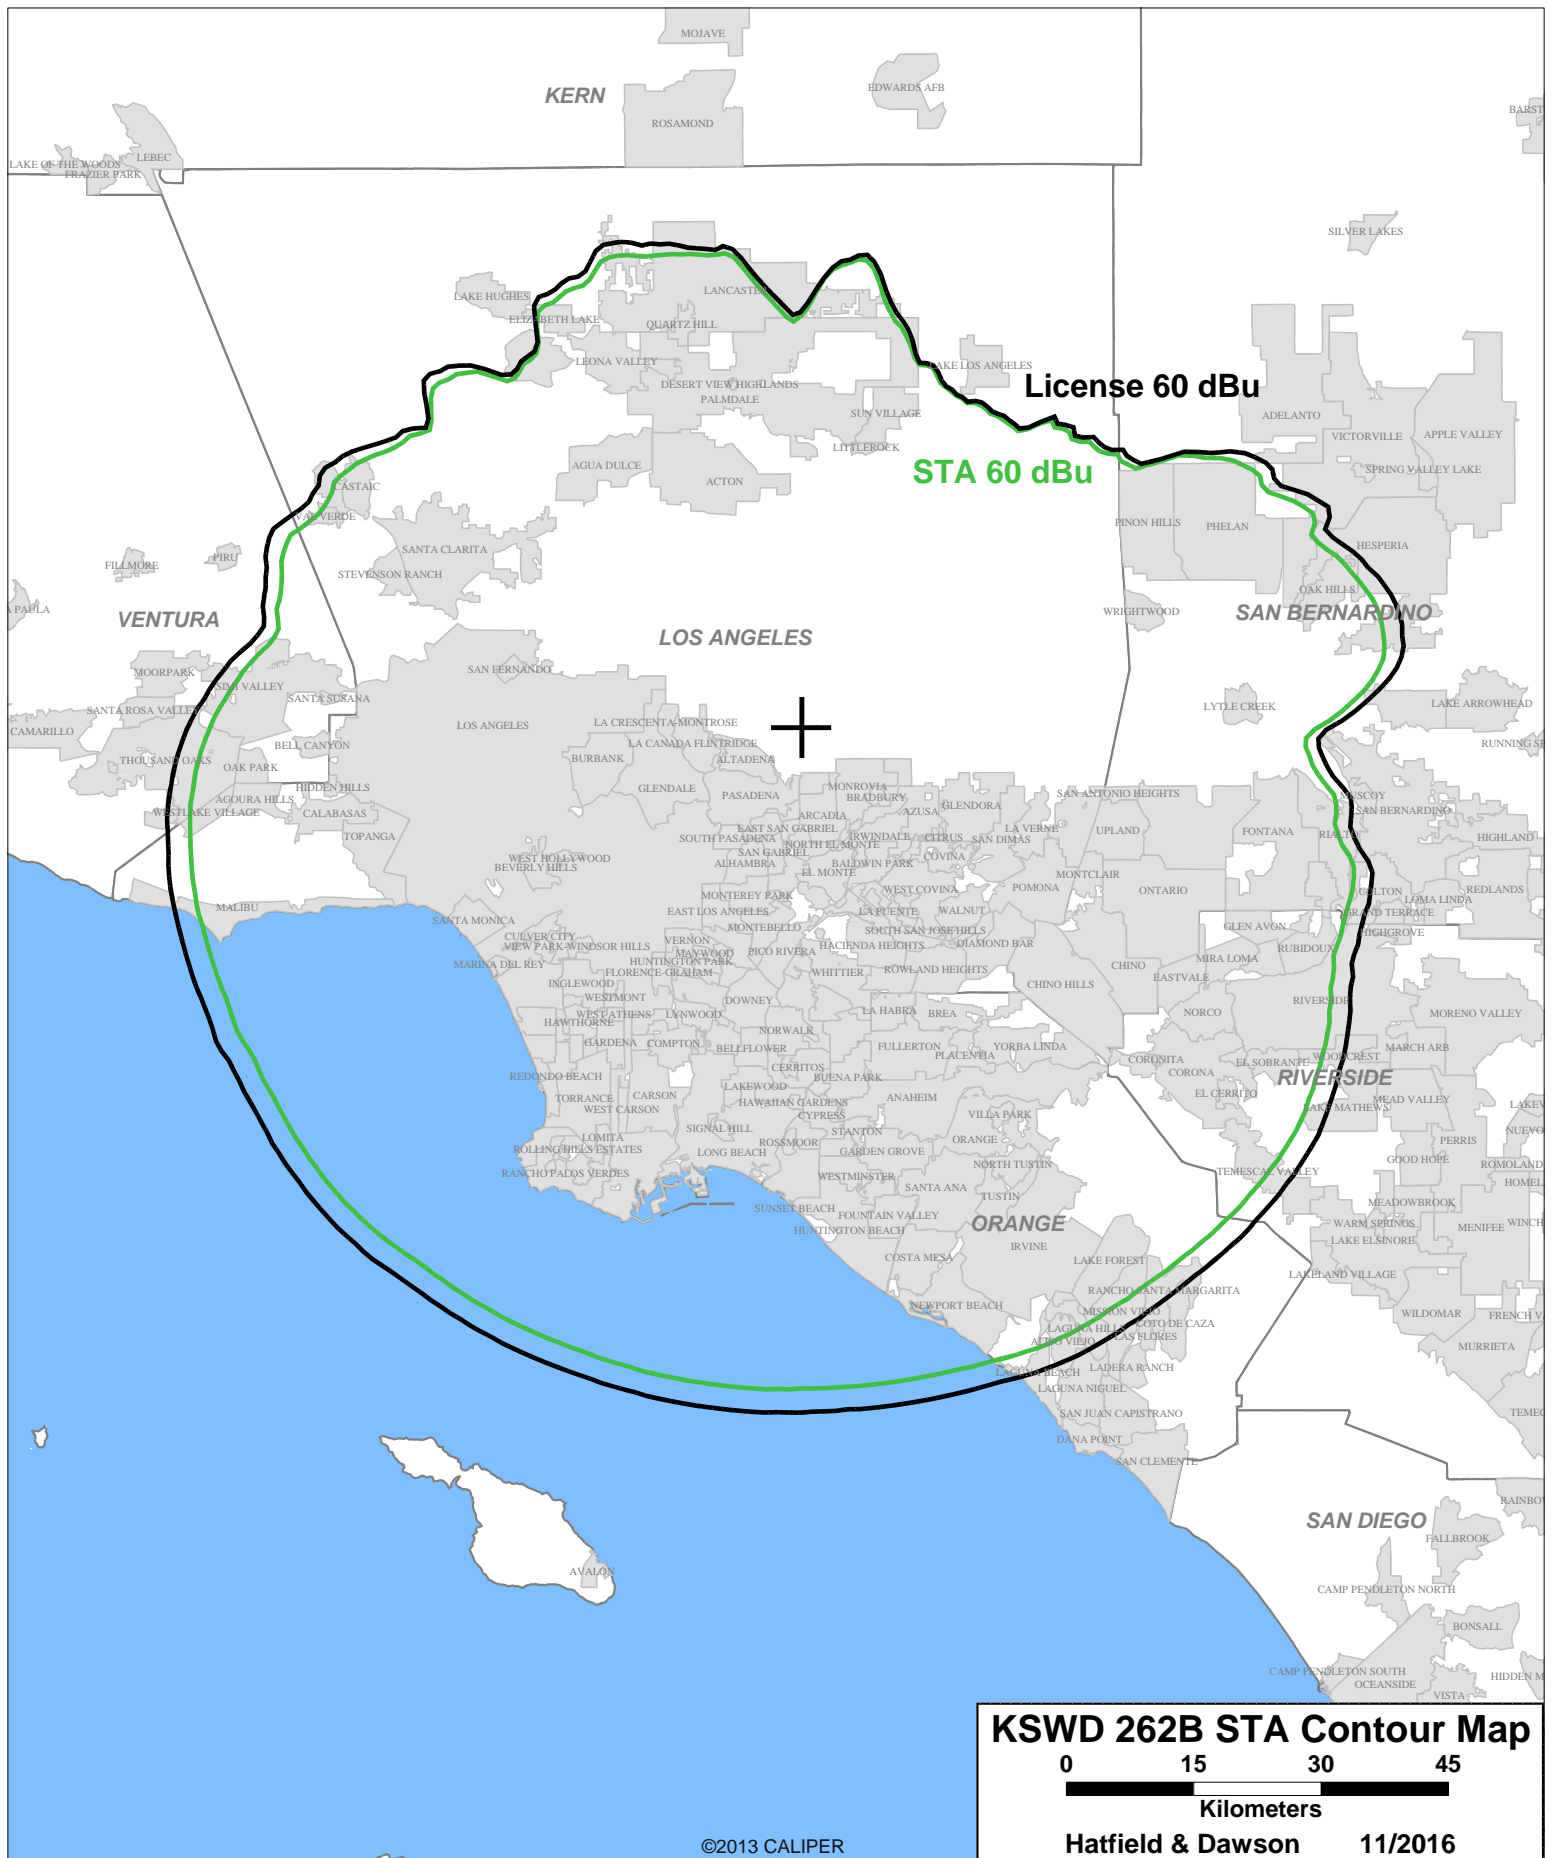 MOJAVE
KERN
EDWARDS AFB
ROSAMOND
BARST
LEBEC
LAKE OF THE WOODS
FRAZIER PARK
SILVER LAKES
LAKE HUGHES
LANCASTER
ELIZABETH LAKE
QUARTZ HILL
LEONA VALLEY
LAKE LOS ANGELES
DESERT VIEW HIGHLANDS
PALMDALE
License 60 dBu
SUN VILLAGE
ADELANTO
LITTLEROCK
VICTORVILLE
APPLE VALLEY
AGUA DULCE
SPRING VALLEY LAKE
STA 60 dBu
ACTON
CASTAIC
VAL VERDE
PINON HILLS
PHELAN
SANTA CLARITA
HESPERIA
PIRU
FILLMORE
STEVENSON RANCH
OAK HILLS
A PAULA
WRIGHTWOOD
SAN BERNARDINO
VENTURA
LOS ANGELES
SAN FERNANDO
MOORPARK
SIMI VALLEY
SANTA SUSANA
SANTA ROSA VALLEY
LYTLE CREEK
LAKE ARROWHEAD
CAMARILLO
LOS ANGELES
LA CRESCENTA-MONTROSE
BELL CANYON
LA CANADA FLINTRIDGE
RUNNING SP
THOUSAND OAKS
OAK PARK
BURBANK
ALTADENA
HIDDEN HILLS
GLENDALE
PASADENA
MONROVIA
BRADBURY
SAN ANTONIO HEIGHTS
MUSCOY
AGOURA HILLS
GLENDORA
WESTLAKE VILLAGE
CALABASAS
ARCADIA
AZUSA
SAN BERNARDINO
TOPANGA
EAST SAN GABRIEL
SOUTH PASADENA
IRWINDALE
CITRUS
LA VERNE
SAN DIMAS
UPLAND
FONTANA
RIALTO
HIGHLAND
NORTH EL MONTE
SAN GABRIEL
WEST HOLLYWOOD
BEVERLY HILLS
ALHAMBRA
BALDWIN PARK
COVINA
EL MONTE
MONTCLAIR
POMONA
ONTARIO
WEST COVINA
MONTEREY PARK
COLTON
LOMA LINDA
REDLANDS
MALIBU
EAST LOS ANGELES
LA PUENTE
WALNUT
GRAND TERRACE
SANTA MONICA
MONTEBELLO
SOUTH SAN JOSE HILLS
GLEN AVON
HIGHGROVE
CULVER CITY
VIEW PARK-WINDSOR HILLS
VERNON
MAYWOOD
PICO RIVERA
HACIENDA HEIGHTS
DIAMOND BAR
RUBIDOUX
MARINA DEL REY
HUNTINGTON PARK
FLORENCE-GRAHAM
WHITTIER
ROWLAND HEIGHTS
CHINO
MIRA LOMA
EASTVALE
INGLEWOOD
CHINO HILLS
WESTMONT
DOWNEY
RIVERSIDE
WEST ATHENS
HAWTHORNE
LYNWOOD
LA HABRA
BREA
NORCO
MORENO VALLEY
NORWALK
GARDENA
COMPTON
BELLFLOWER
FULLERTON
PLACENTIA
YORBA LINDA
MARCH ARB
CORONITA
EL SOBRANTE
WOODCREST
REDONDO BEACH
CERRITOS
BUENA PARK
CORONA
RIVERSIDE
LAKEWOOD
TORRANCE
CARSON
HAWAIIAN GARDENS
ANAHEIM
EL CERRITO
MEAD VALLEY
WEST CARSON
CYPRESS
VILLA PARK
LAKE MATHEWS
LAKEV
SIGNAL HILL
STANTON
NUEVO
LOMITA
ROSSMOOR
ORANGE
PERRIS
ROLLING HILLS ESTATES
LONG BEACH
GARDEN GROVE
GOOD HOPE
ROMOLAND
RANCHO PALOS VERDES
WESTMINSTER
NORTH TUSTIN
TEMESCAL VALLEY
SANTA ANA
TUSTIN
HOMEL
SUNSET BEACH
FOUNTAIN VALLEY
MEADOWBROOK
HUNTINGTON BEACH
ORANGE
WARM SPRINGS
MENIFEE
WINCH
IRVINE
LAKE ELSINORE
COSTA MESA
LAKE FOREST
LAKELAND VILLAGE
RANCHO SANTA MARGARITA
NEWPORT BEACH
MISSION VIEJO
WILDOMAR
FRENCH V
LAGUNA HILLS
COTO DE CAZA
ALISO VIEJO
LAS FLORES
MURRIETA
LAGUNA BEACH
LADERA RANCH
LAGUNA NIGUEL
SAN JUAN CAPISTRANO
TEMEC
DANA POINT
SAN CLEMENTE
RAINBOW
SAN DIEGO
FALLBROOK
AVALON
CAMP PENDLETON NORTH
BONSALL
CAMP PENDLETON SOUTH
OCEANSIDE
HIDDEN M
VISTA
KSWD 262B STA Contour Map
0 15 30 45
Kilometers
Hatfield & Dawson 11/2016
©2013 CALIPER